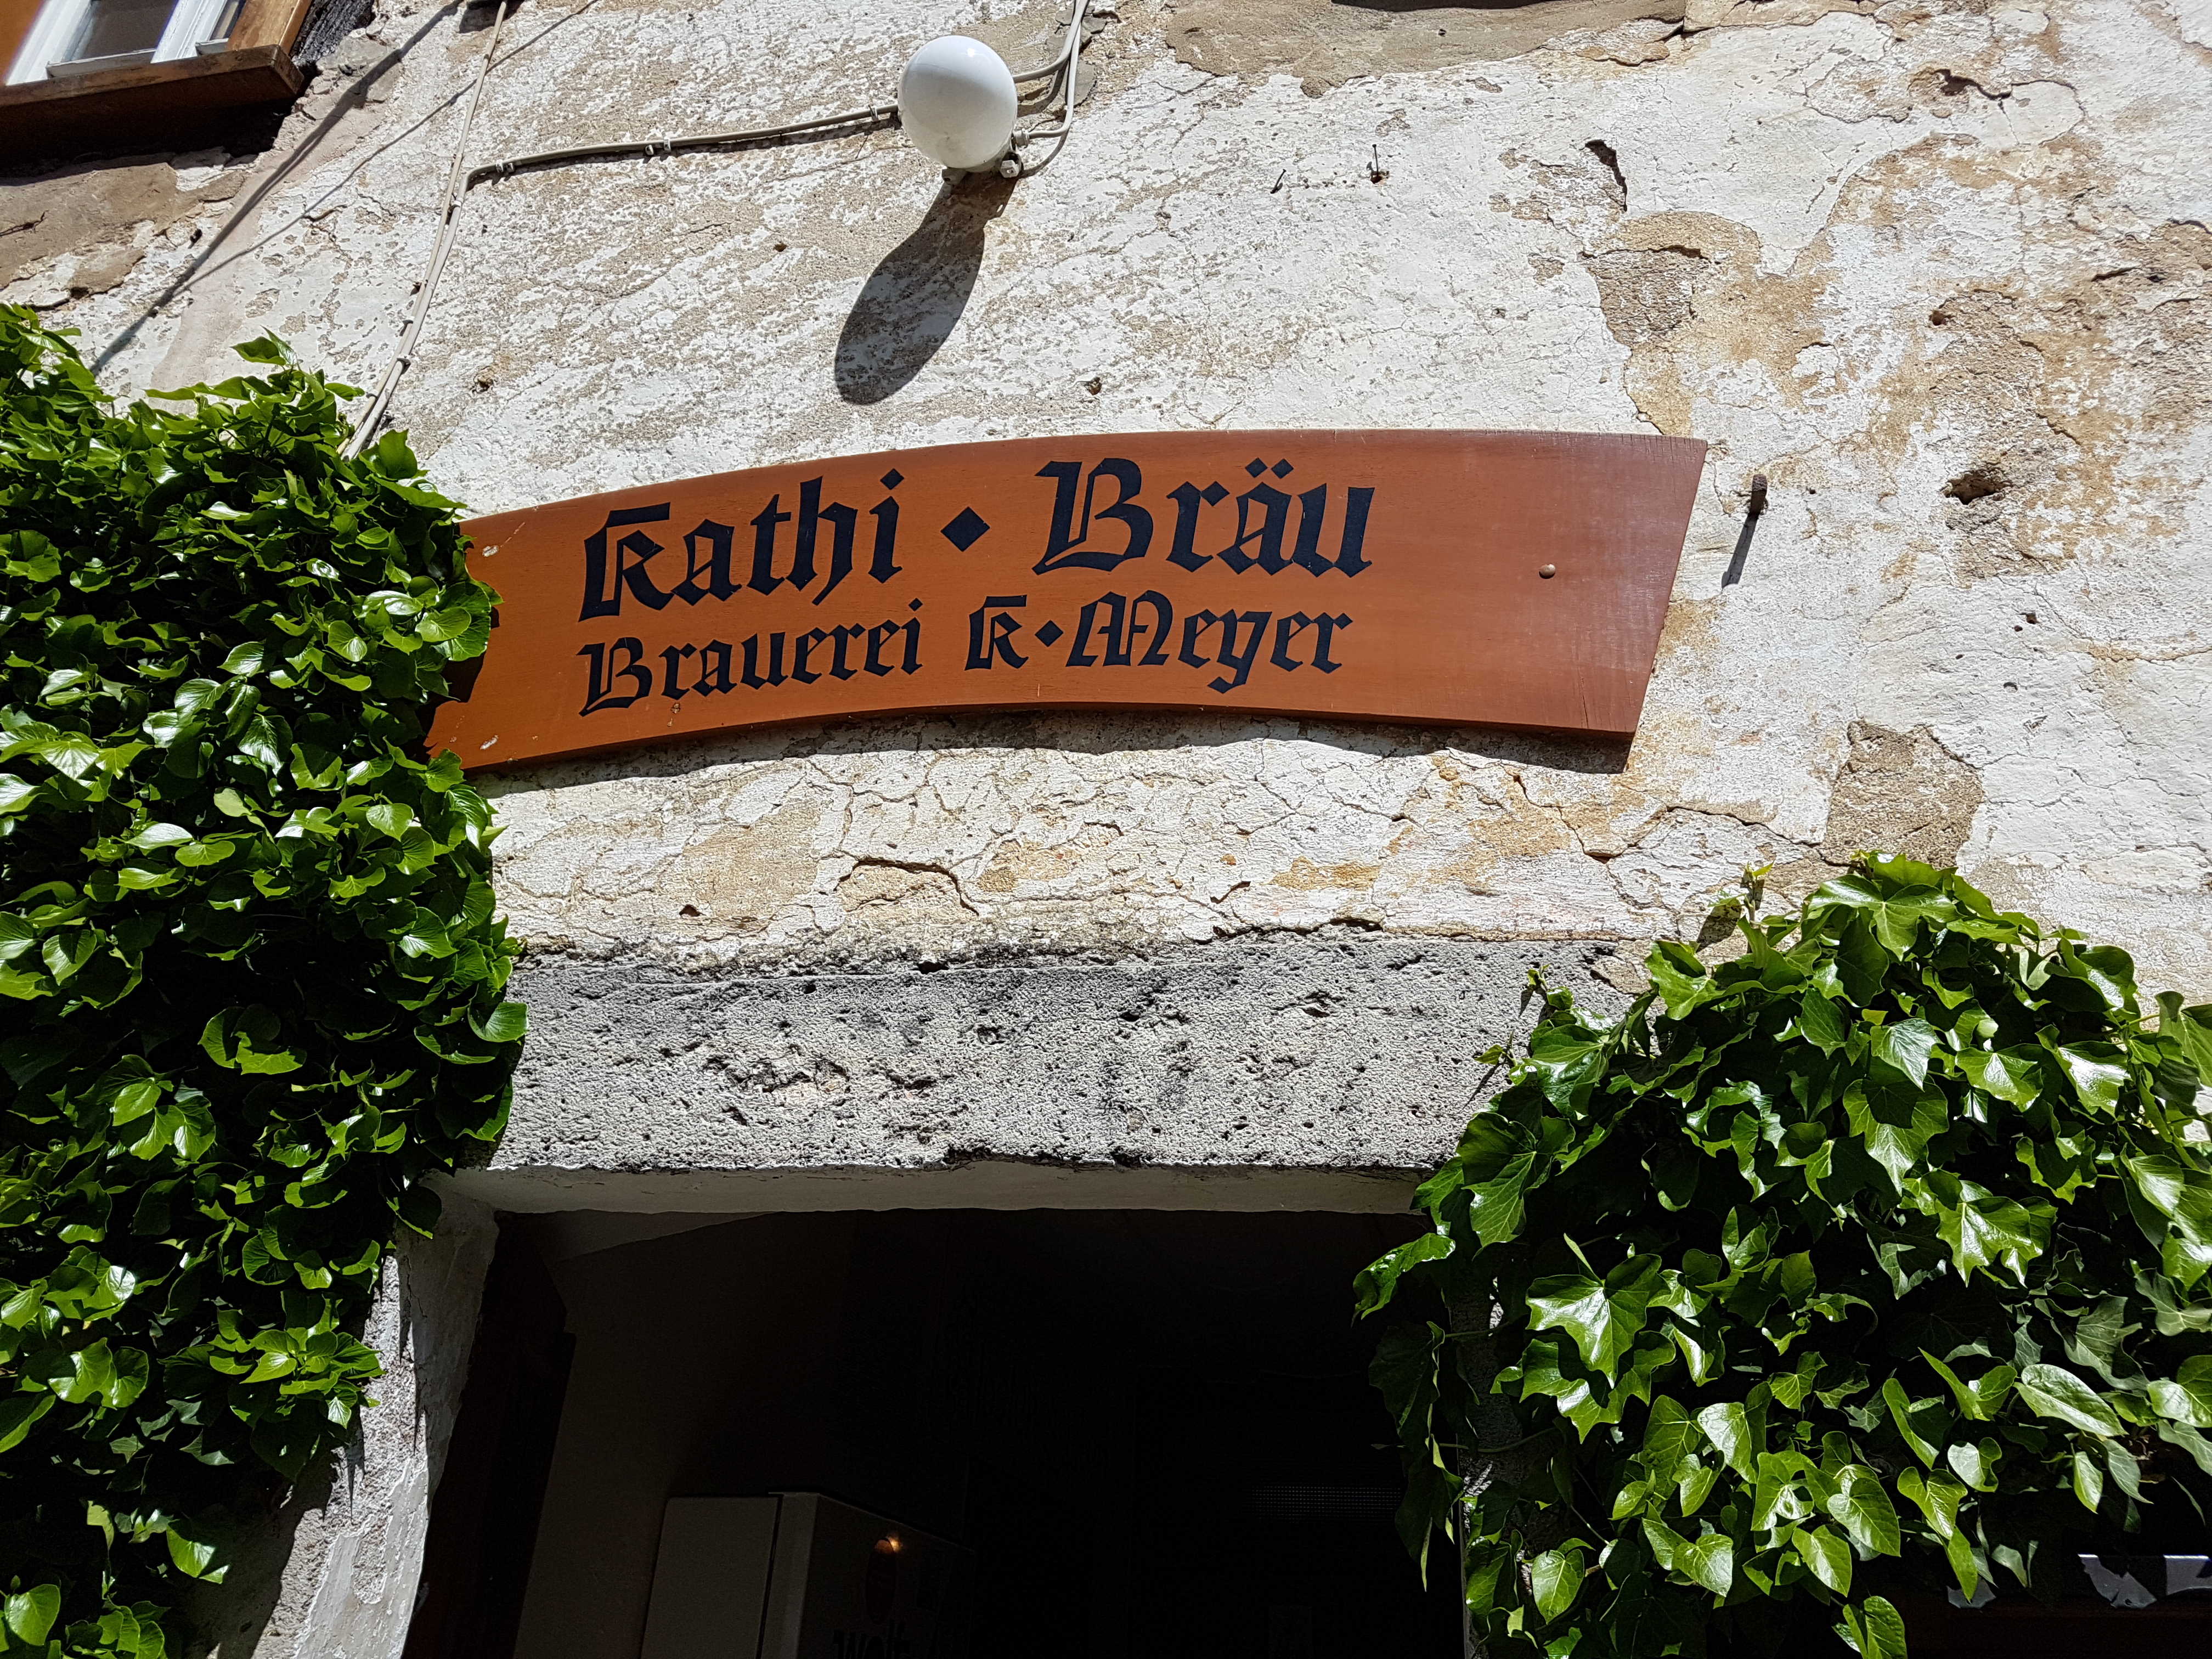 Kathi • Bräu
Brauerei K • Meyer